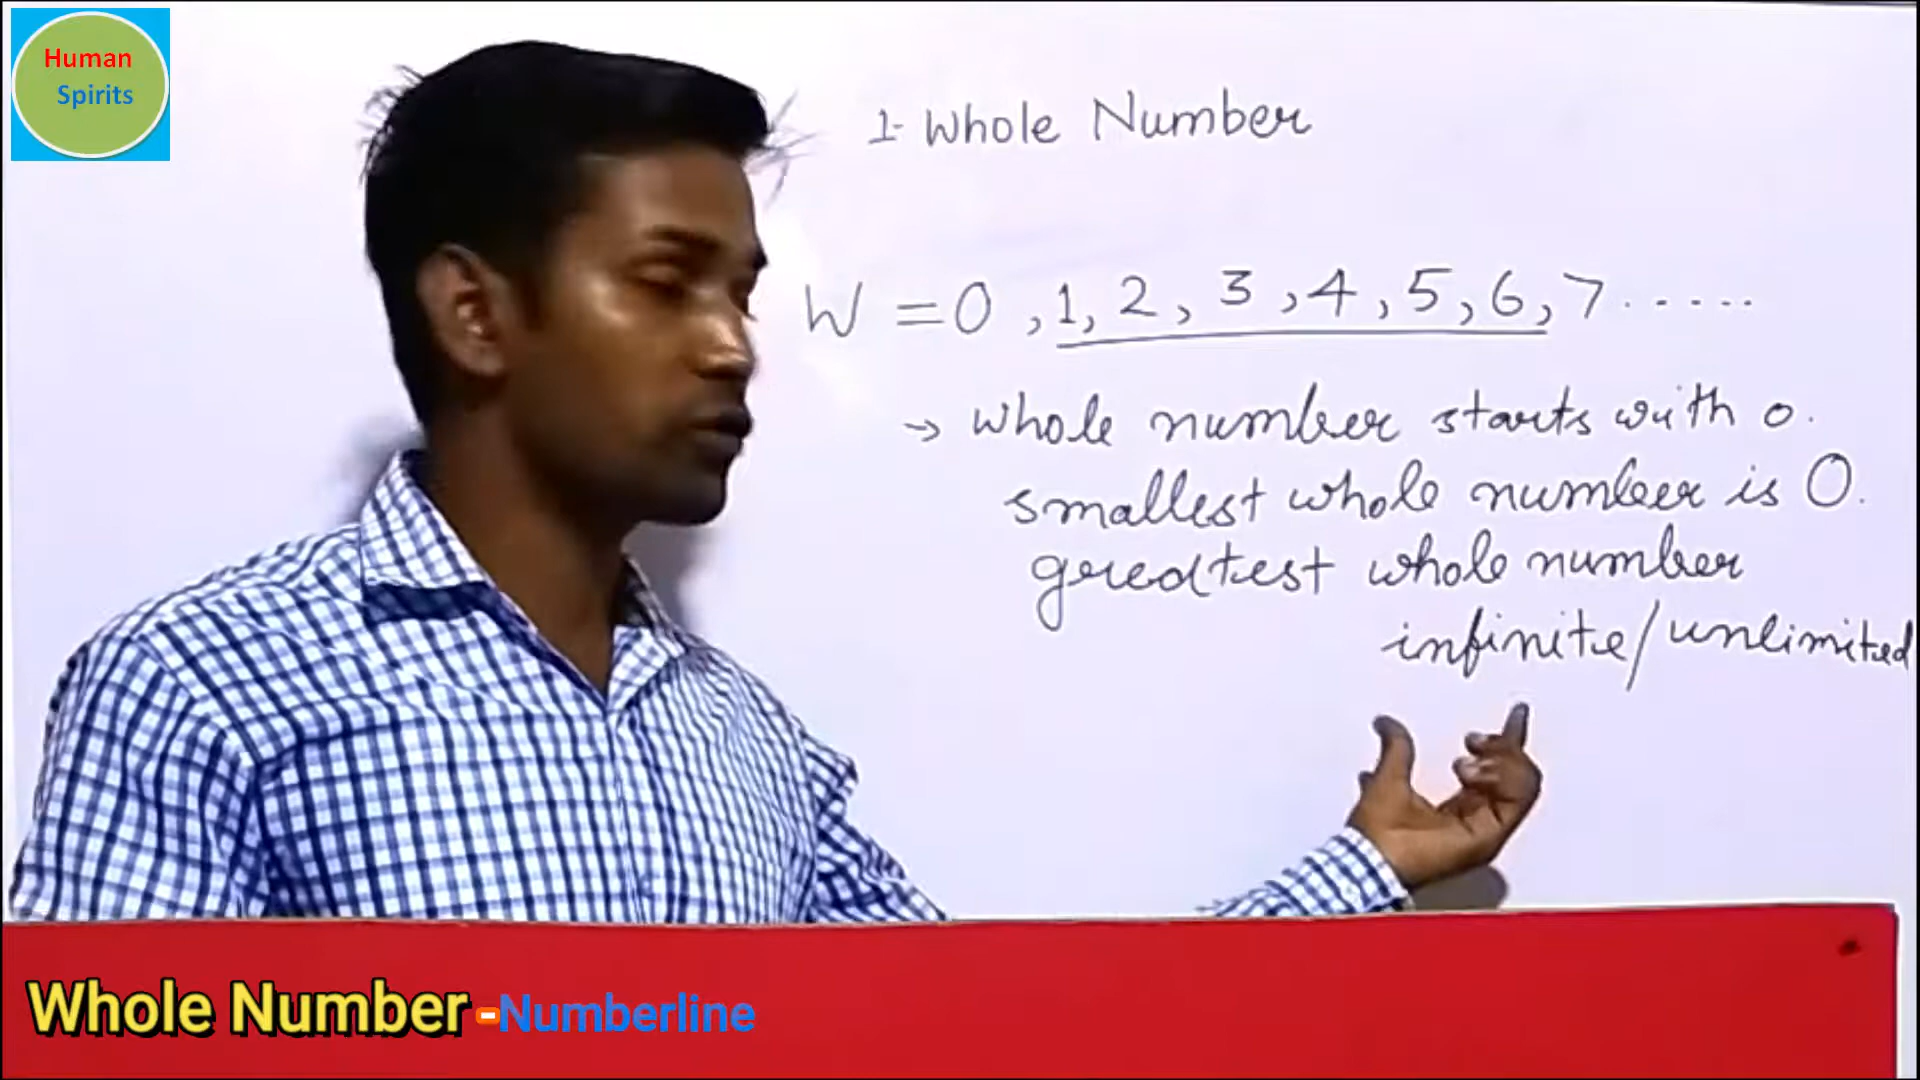 Human
Spirits
1- Whole Number
W = 0 , 1, 2, 3, 4, 5, 6, 7 . . . . .
→ Whole number starts with 0.
smallest whole number is 0.
greatest whole number
infinite/unlimited
Whole Number -Numberline